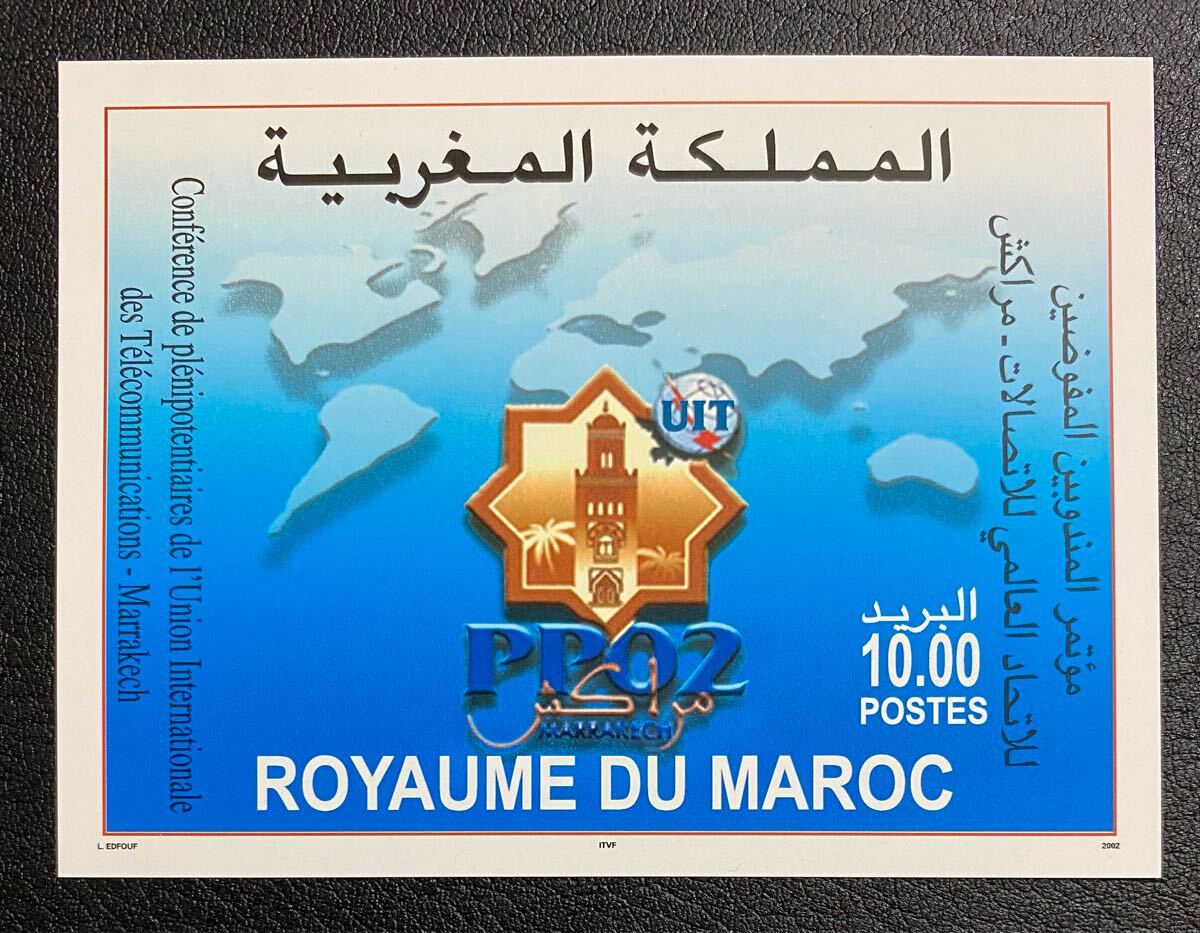 المملكة المغربية
Conférence de plénipotentiaires de l'Union Internationale
des Télécommunications - Marrakech
مؤتمر المندوبين المفوضين
للاتحاد العالمي للاتصالات - مراكش
UIT
PP02
مراكش
MARRAKECH
البريد
10.00
POSTES
ROYAUME DU MAROC
L. EDFOUF
ITVF
2002